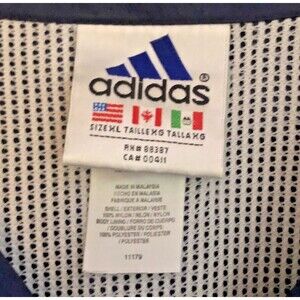 adidas ®
SIZE XL TAILLE XG TALLA XG
RN# 88387
CA# 00411
MADE IN MALAYSIA
HECHO EN MALASIA
FABRIQUE A MALAISIE
SHELL / EXTERIOR / VESTE
100% NYLON / NILON / NYLON
BODY LINING / FORRO DE CUERPO
/ DOUBLURE DU CORPS
100% POLYESTER / POLIESTER
/ POLYESTER
11179